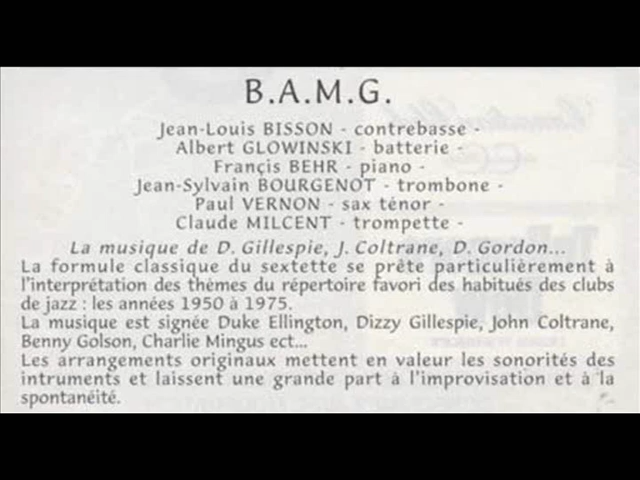 B.A.M.G.
Jean-Louis BISSON - contrebasse -
Albert GLOWINSKI - batterie -
Françis BEHR - piano -
Jean-Sylvain BOURGENOT - trombone -
Paul VERNON - sax ténor -
Claude MILCENT - trompette -
La musique de D. Gillespie, J. Coltrane, D. Gordon...
La formule classique du sextette se prête particulièrement à
l'interprétation des thèmes du répertoire favori des habitués des clubs
de jazz : les années 1950 à 1975.
La musique est signée Duke Ellington, Dizzy Gillespie, John Coltrane,
Benny Golson, Charlie Mingus ect...
Les arrangements originaux mettent en valeur les sonorités des
intruments et laissent une grande part à l'improvisation et à la
spontanéité.